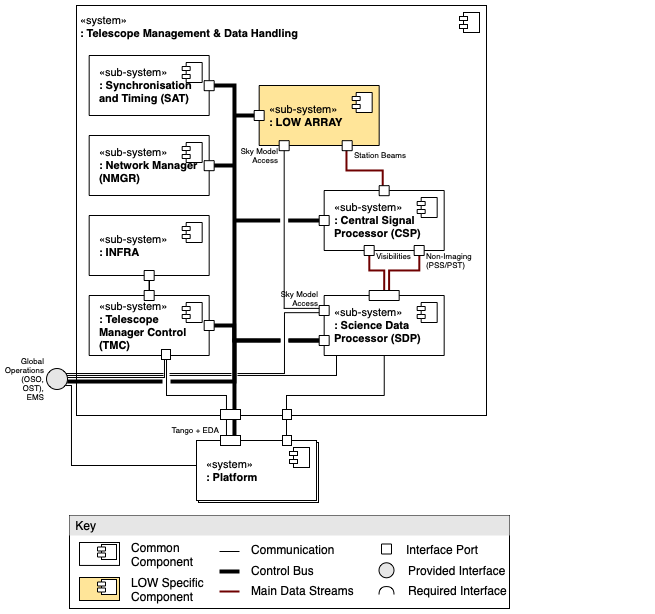 «system»
: Telescope Management & Data Handling
«sub-system»
: Synchronisation
and Timing (SAT)
«sub-system»
: LOW ARRAY
Sky Model
Access
Station Beams
«sub-system»
: Network Manager
(NMGR)
«sub-system»
: Central Signal
Processor (CSP)
«sub-system»
: INFRA
Visibilities
Non-Imaging
(PSS/PST)
«sub-system»
: Telescope
Manager Control
(TMC)
Sky Model
Access
«sub-system»
: Science Data
Processor (SDP)
Global
Operations
(OSO,
OST),
EMS
Tango + EDA
«system»
: Platform
Key
Common
Component
Communication
Interface Port
Control Bus
Provided Interface
LOW Specific
Component
Main Data Streams
Required Interface